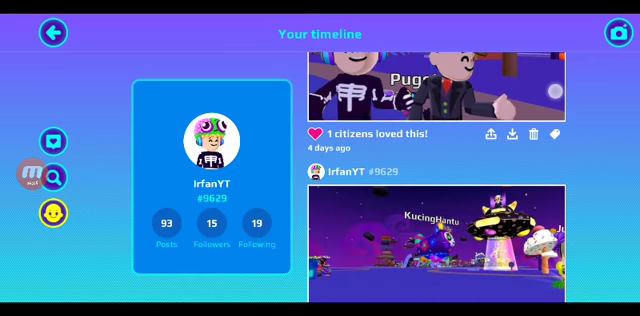 Your timeline
Puga
1 citizens loved this!
4 days ago
IrfanYT #9629
KucingHantu
IrfanYT
#9629
93
15
19
Posts
Followers
Following